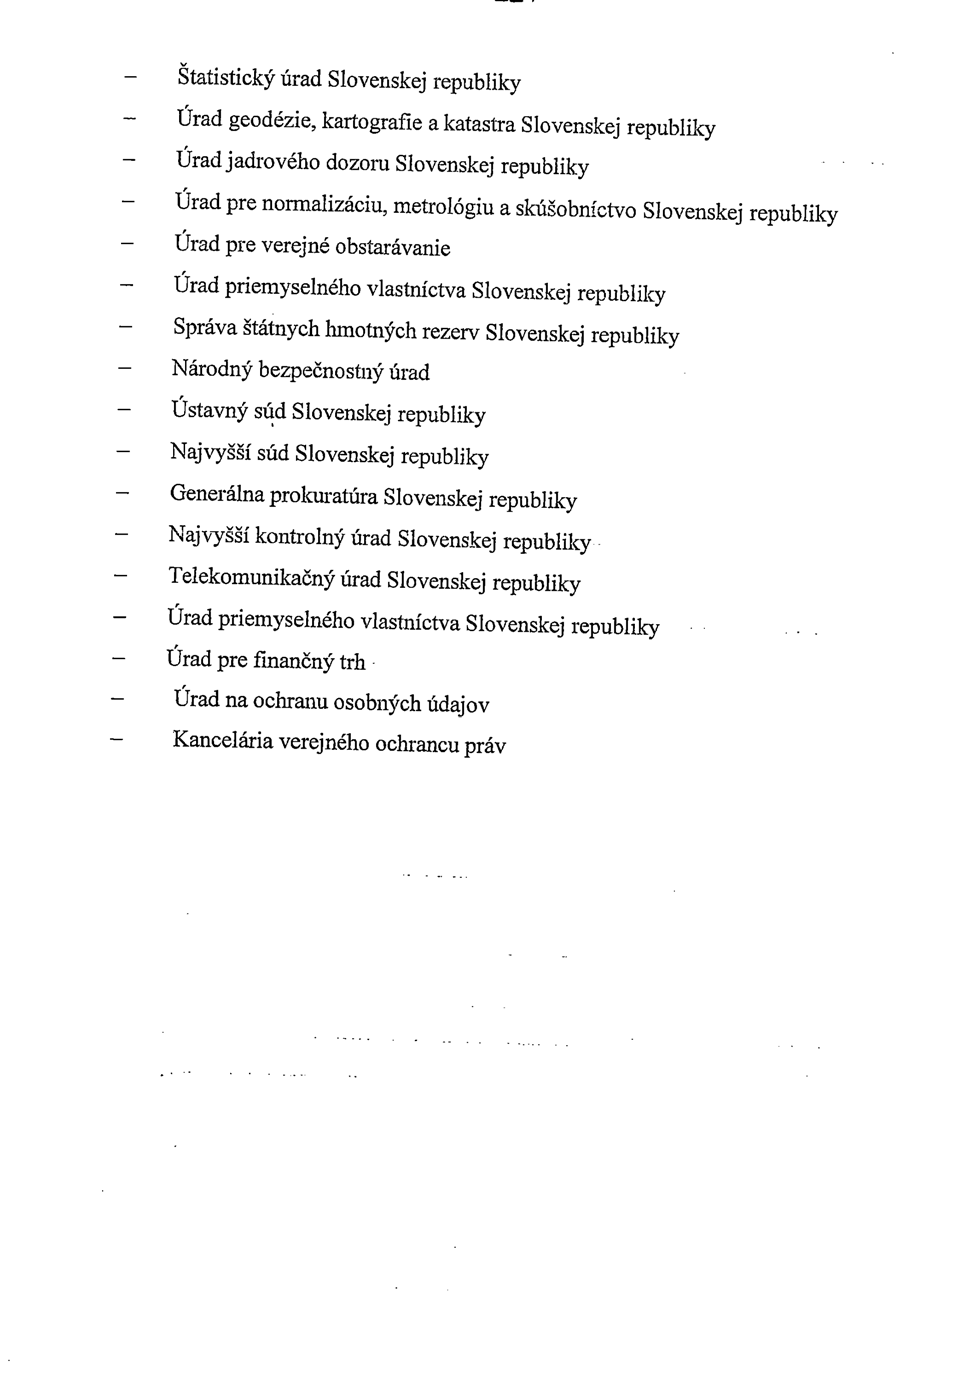 – Štatistický úrad Slovenskej republiky
– Úrad geodézie, kartografie a katastra Slovenskej republiky
– Úrad jadrového dozoru Slovenskej republiky
– Úrad pre normalizáciu, metrológiu a skúšobníctvo Slovenskej republiky
– Úrad pre verejné obstarávanie
– Úrad priemyselného vlastníctva Slovenskej republiky
– Správa štátnych hmotných rezerv Slovenskej republiky
– Národný bezpečnostný úrad
– Ústavný súd Slovenskej republiky
– Najvyšší súd Slovenskej republiky
– Generálna prokuratúra Slovenskej republiky
– Najvyšší kontrolný úrad Slovenskej republiky
– Telekomunikačný úrad Slovenskej republiky
– Úrad priemyselného vlastníctva Slovenskej republiky
– Úrad pre finančný trh
– Úrad na ochranu osobných údajov
– Kancelária verejného ochrancu práv